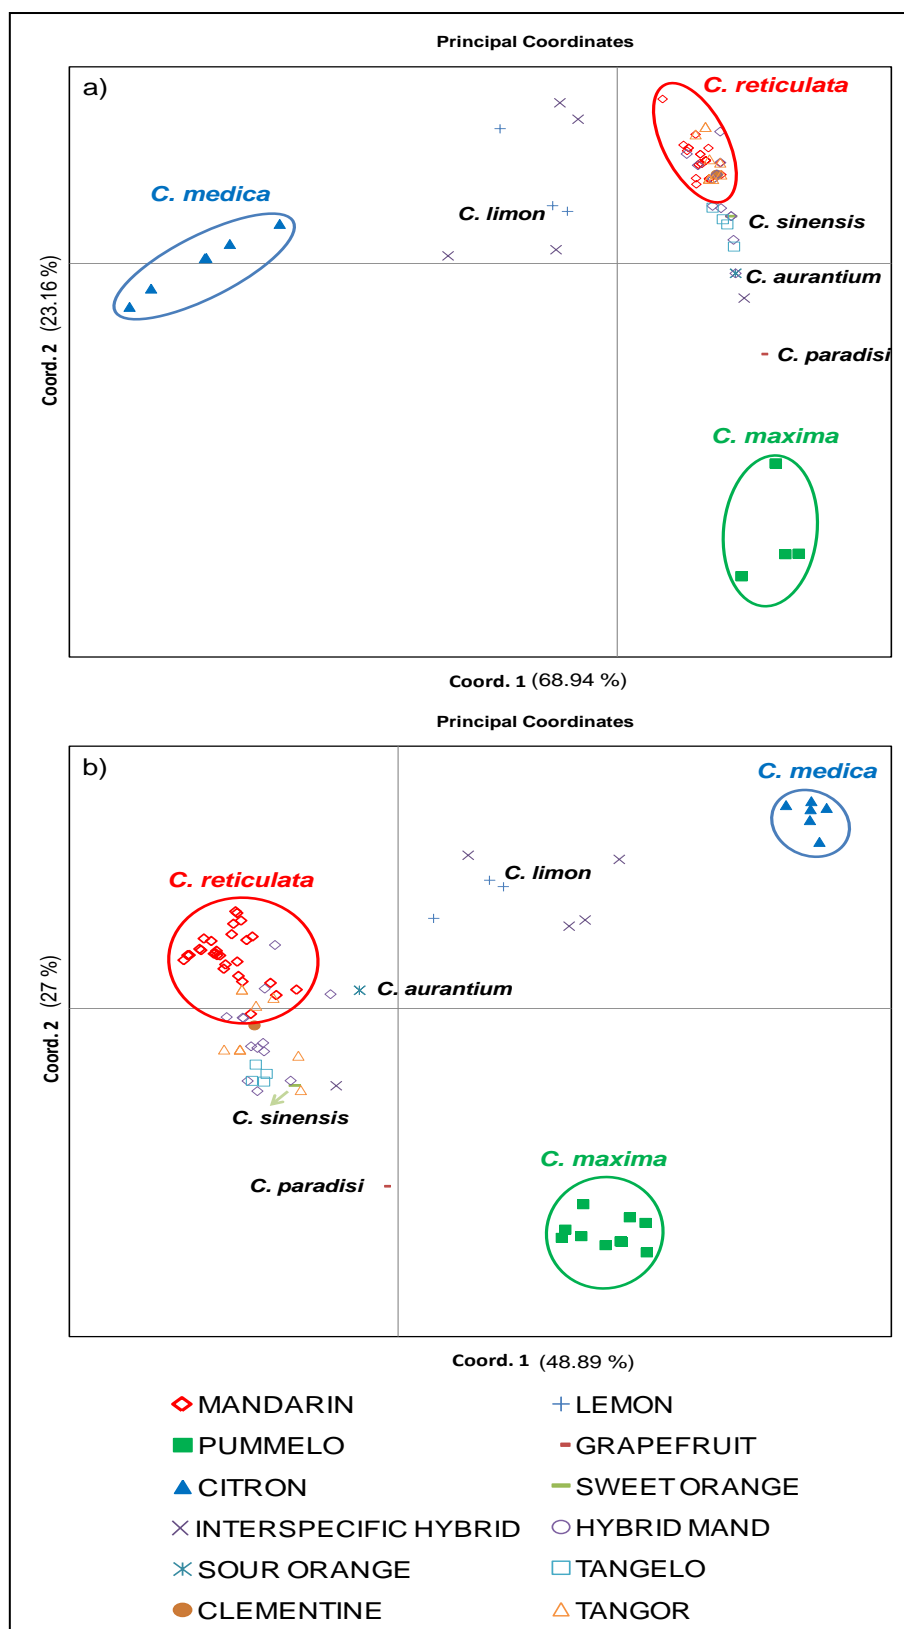 Principal Coordinates
a)
C. reticulata
C. medica
C. limon
C. sinensis
C. aurantium
C. paradisi
C. maxima
Coord. 2 (23.16 %)
Coord. 1 (68.94 %)
Principal Coordinates
b)
C. medica
C. limon
C. reticulata
C. aurantium
C. sinensis
C. maxima
C. paradisi
Coord. 2 (27 %)
Coord. 1 (48.89 %)
MANDARIN
LEMON
PUMMELO
GRAPEFRUIT
CITRON
SWEET ORANGE
INTERSPECIFIC HYBRID
HYBRID MAND
SOUR ORANGE
TANGELO
CLEMENTINE
TANGOR